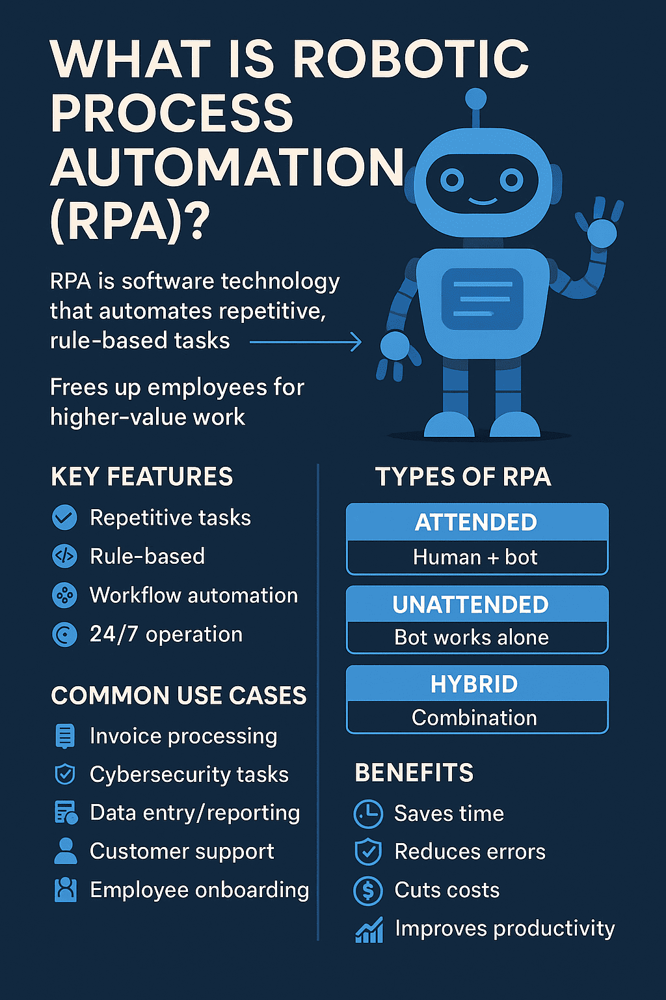 WHAT IS ROBOTIC
PROCESS
AUTOMATION
(RPA)?
RPA is software technology
that automates repetitive,
rule-based tasks
Frees up employees for
higher-value work
KEY FEATURES
Repetitive tasks
Rule-based
Workflow automation
24/7 operation
COMMON USE CASES
Invoice processing
Cybersecurity tasks
Data entry/reporting
Customer support
Employee onboarding
TYPES OF RPA
ATTENDED
Human + bot
UNATTENDED
Bot works alone
HYBRID
Combination
BENEFITS
Saves time
Reduces errors
Cuts costs
Improves productivity